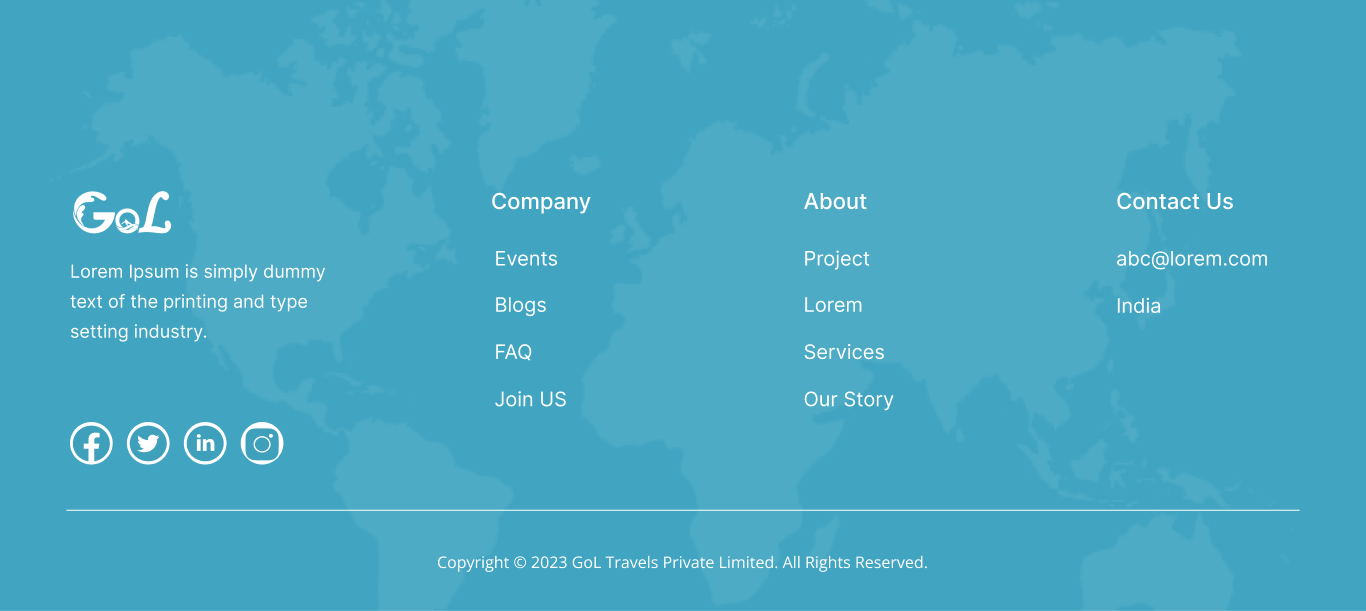 GoL
Lorem Ipsum is simply dummy
text of the printing and type
setting industry.
Company
Events
Blogs
FAQ
Join US
About
Project
Lorem
Services
Our Story
Contact Us
abc@lorem.com
India
Copyright © 2023 GoL Travels Private Limited. All Rights Reserved.